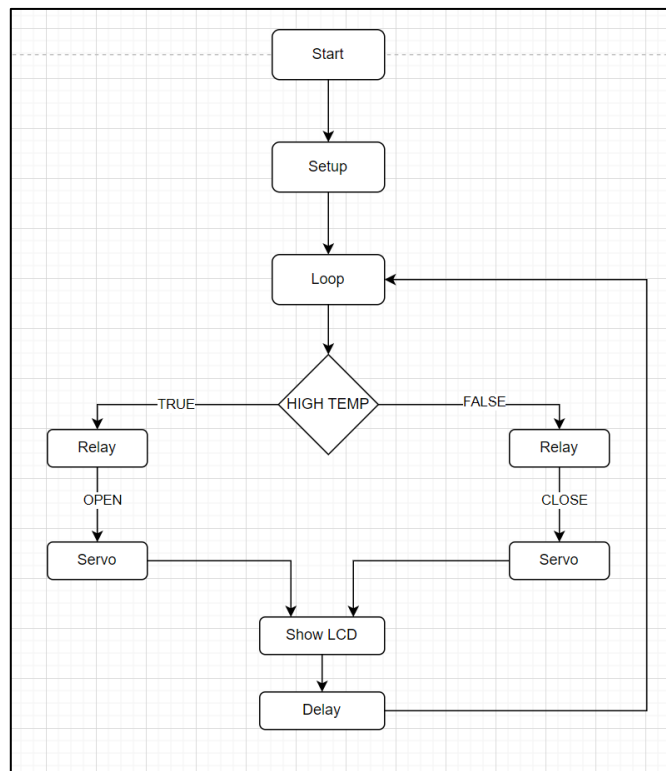 Start
Setup
Loop
HIGH TEMP
TRUE
FALSE
Relay
Relay
OPEN
CLOSE
Servo
Servo
Show LCD
Delay